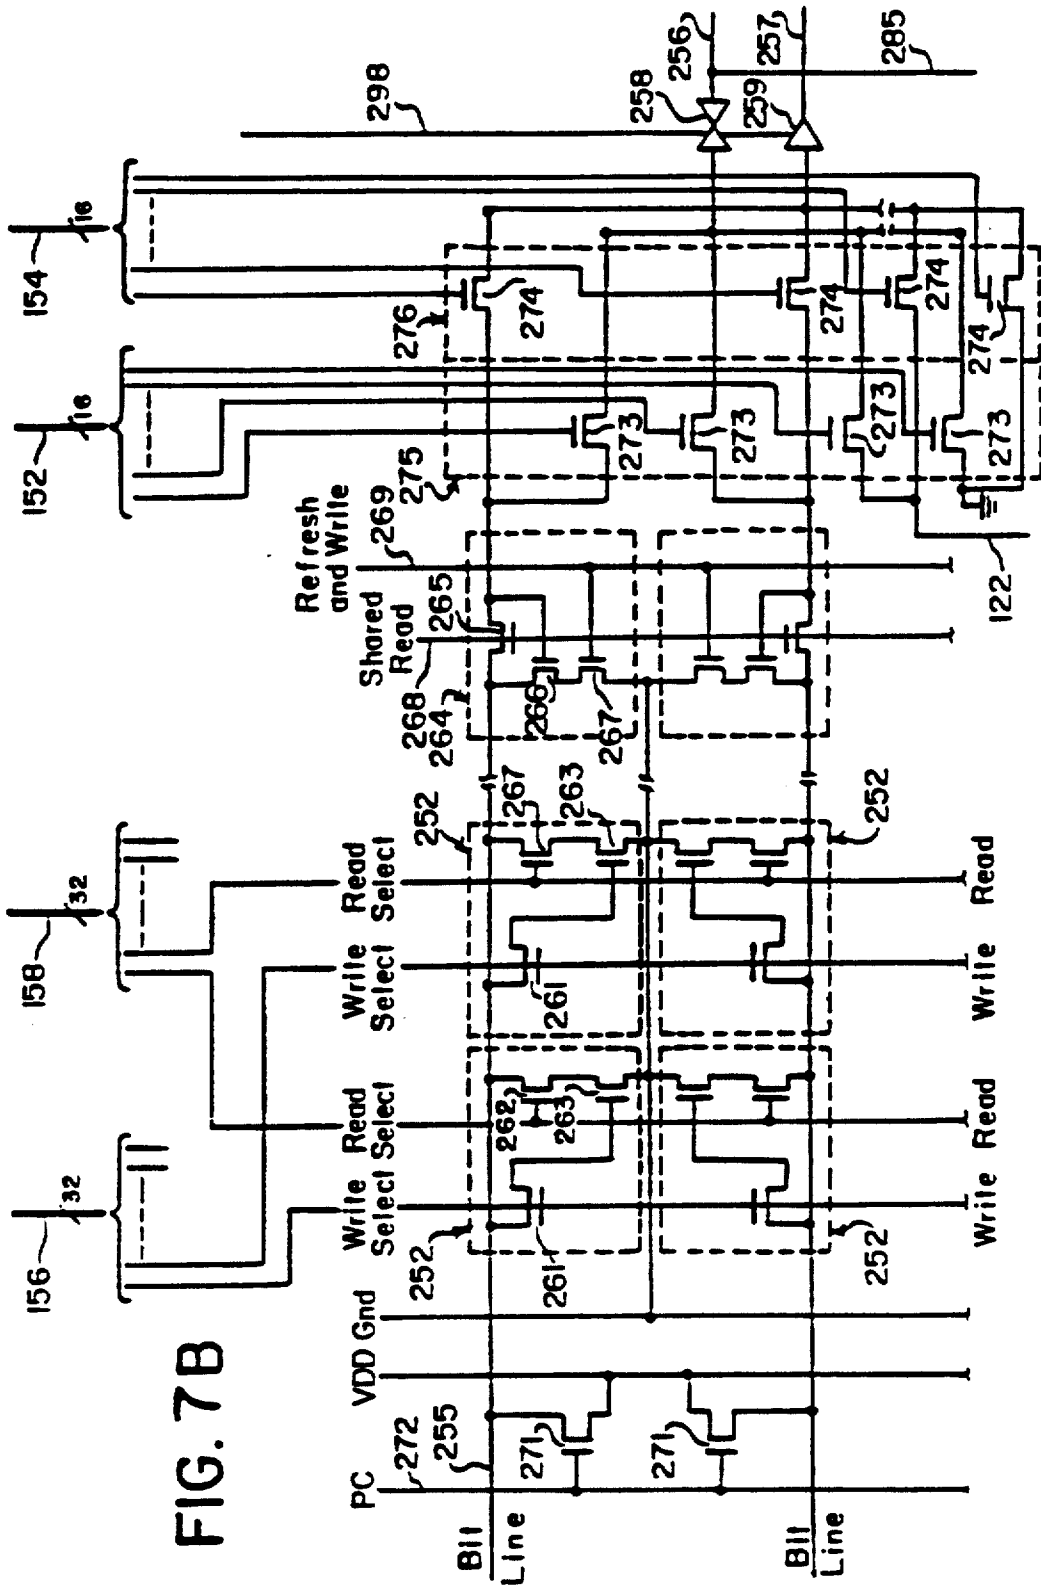 FIG. 7B
156
32
158
32
152
16
154
16
298
PC
272
255
VDD
Gnd
Write
Select
Read
Select
Write
Select
Read
Select
Shared
Read
Refresh
and Write
269
268
264
265
266
267
252
252
261
262
263
261
267
263
252
252
271
271
275
276
273
273
273
273
274
274
274
274
258
259
256
257
285
122
Bit
Line
Bit
Line
Write
Read
Write
Read